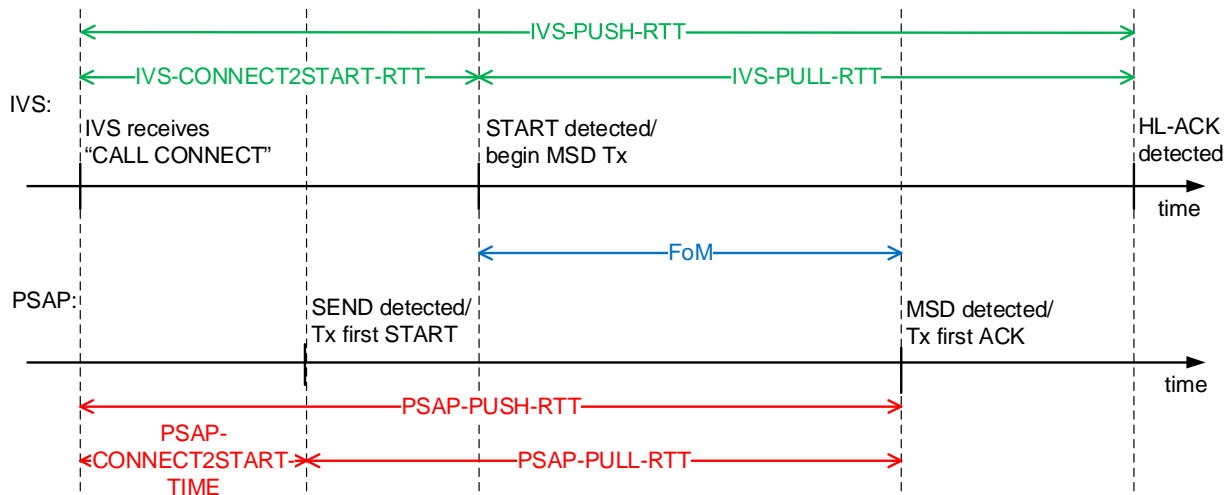 IVS-PUSH-RTT
IVS-CONNECT2START-RTT
IVS-PULL-RTT
IVS:
IVS receives
“CALL CONNECT”
START detected/
begin MSD Tx
HL-ACK
detected
time
FoM
PSAP:
SEND detected/
Tx first START
MSD detected/
Tx first ACK
time
PSAP-PUSH-RTT
PSAP-
CONNECT2START-
TIME
PSAP-PULL-RTT